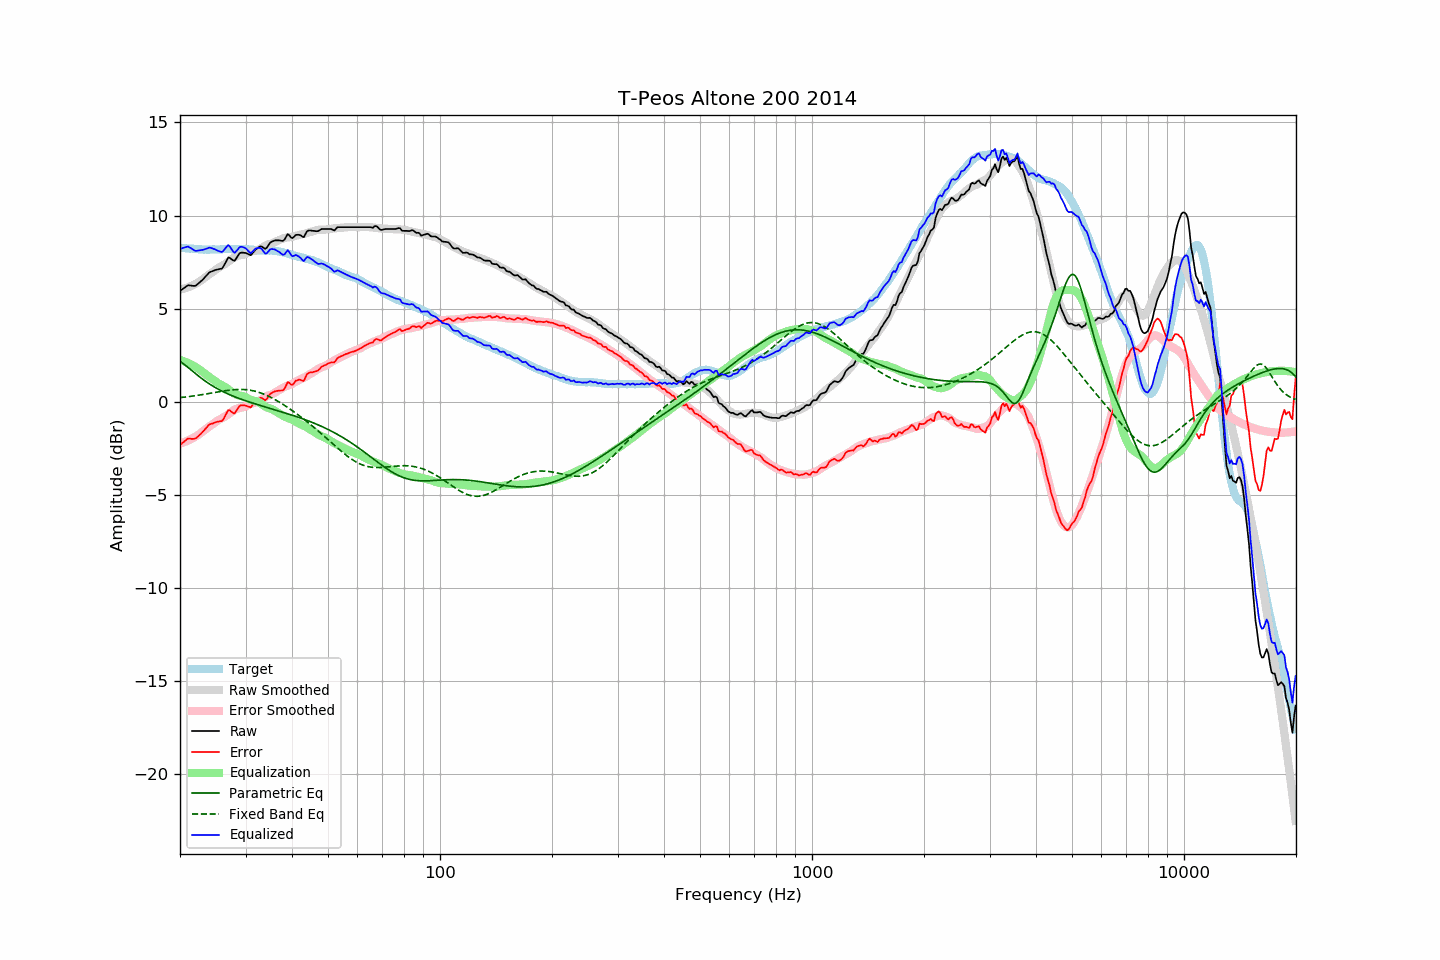 T-Peos Altone 200 2014
15
10
5
0
−5
−10
−15
−20
Amplitude (dBr)
Target
Raw Smoothed
Error Smoothed
Raw
Error
Equalization
Parametric Eq
Fixed Band Eq
Equalized
100
1000
10000
Frequency (Hz)